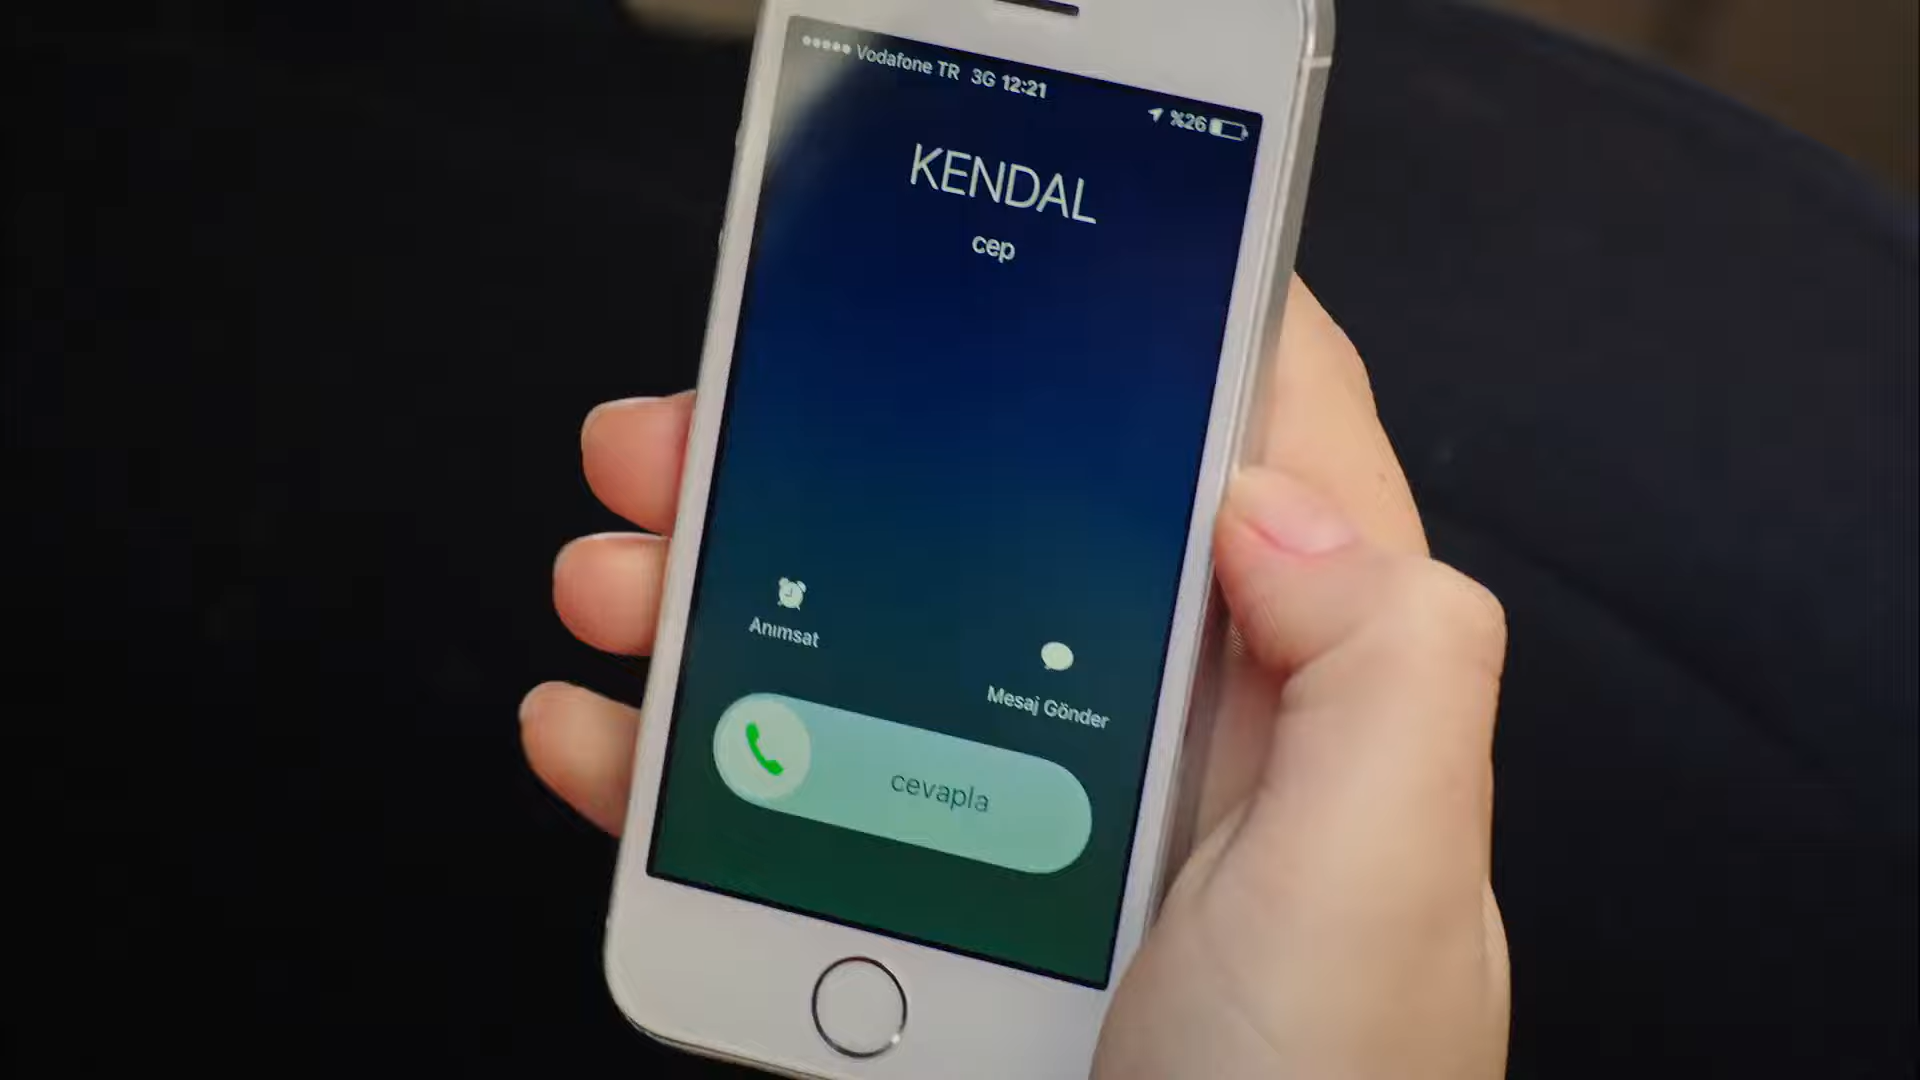 Vodafone TR 3G 12:21
%26
KENDAL
cep
Anımsat
Mesaj Gönder
cevapla